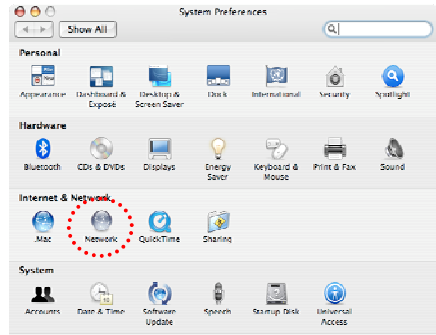 System Preferences
Show All
Personal
Appearance Dashboard & Exposé Desktop & Screen Saver Dock International Security Spotlight
Hardware
Bluetooth CDs & DVDs Displays Energy Saver Keyboard & Mouse Print & Fax Sound
Internet & Network
.Mac Network QuickTime Sharing
System
Accounts Date & Time Software Update Speech Startup Disk Universal Access